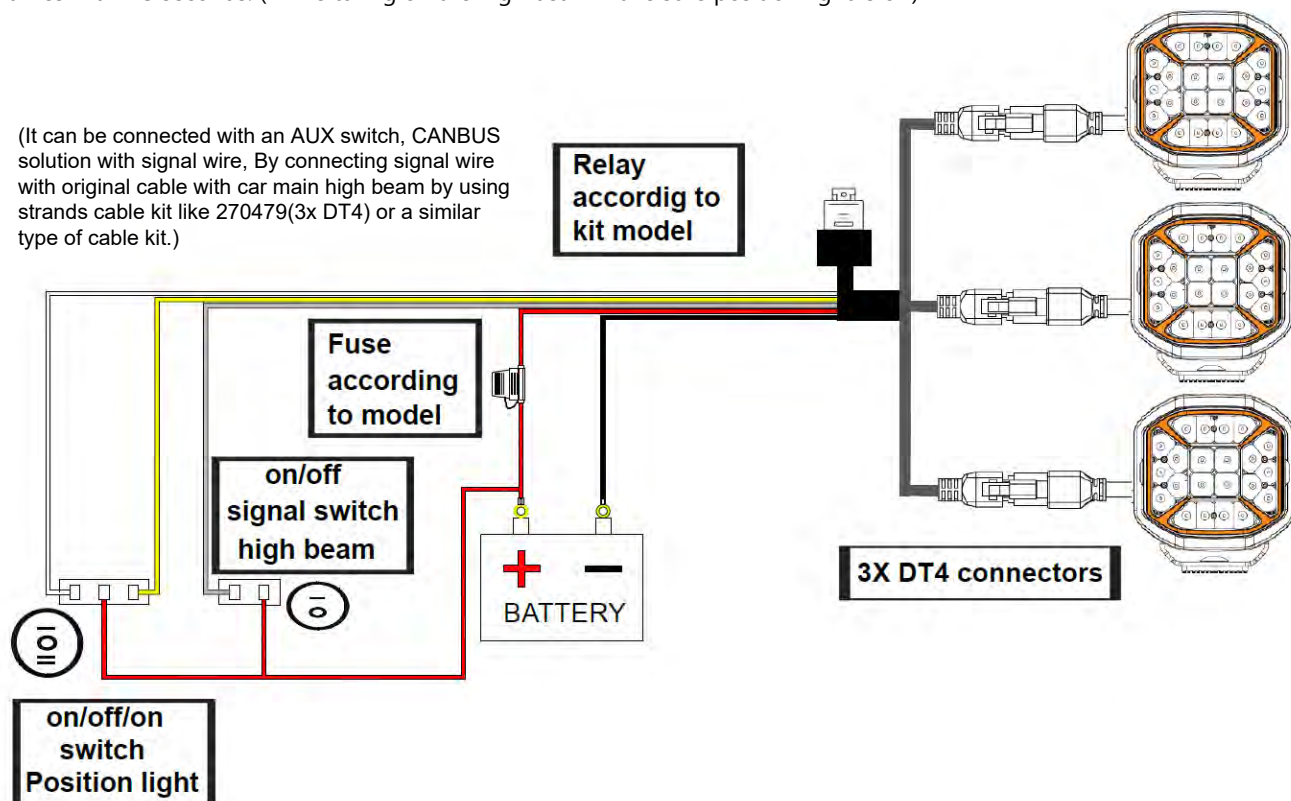 (It can be connected with an AUX switch, CANBUS
solution with signal wire, By connecting signal wire
with original cable with car main high beam by using
strands cable kit like 270479(3x DT4) or a similar
type of cable kit.)
Relay
accordig to
kit model
Fuse
according
to model
on/off
signal switch
high beam
+ –
BATTERY
3X DT4 connectors
I O
I O II
on/off/on
switch
Position light